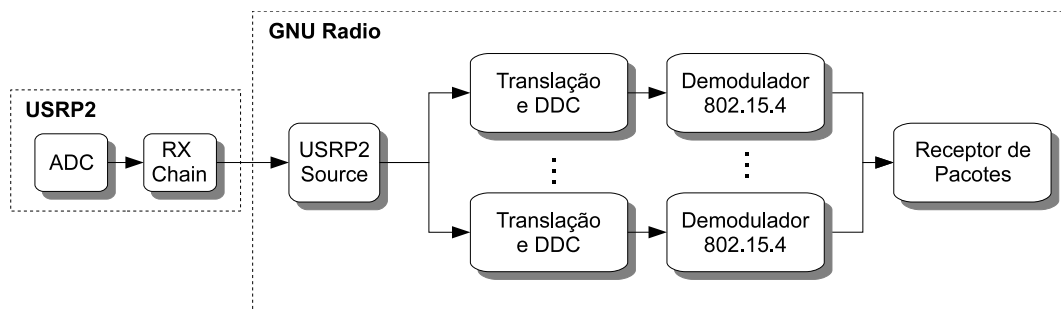 GNU Radio
USRP2
ADC
RX
Chain
USRP2
Source
Translação
e DDC
Demodulador
802.15.4
Translação
e DDC
Demodulador
802.15.4
Receptor de
Pacotes